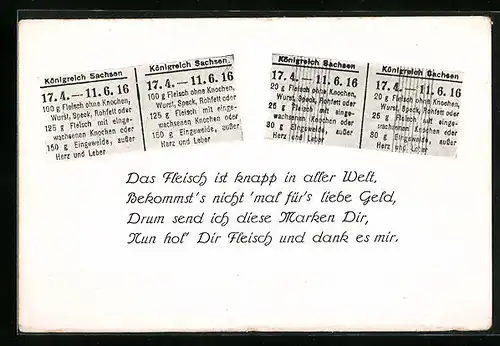 Königreich Sachsen
17.4.—11.6.16
100 g Fleisch ohne Knochen,
Wurst, Speck, Rohfett oder
125 g Fleisch mit einge-
wachsenen Knochen oder
150 g Eingeweide, außer
Herz und Leber
Königreich Sachsen.
17.4.—11.6.16
100 g Fleisch ohne Knochen,
Wurst, Speck, Rohfett oder
125 g Fleisch mit einge-
wachsenen Knochen oder
150 g Eingeweide, außer
Herz und Leber
Königreich Sachsen
17.4.—11.6.16
20 g Fleisch ohne Knochen,
Wurst, Speck, Rohfett oder
25 g Fleisch mit einge-
wachsenen Knochen oder
30 g Eingeweide, außer
Herz und Leber
Königreich Sachsen
17.4.—11.6.16
20 g Fleisch ohne Knochen,
Wurst, Speck, Rohfett oder
25 g Fleisch mit einge-
wachsenen Knochen oder
30 g Eingeweide, außer
Herz und Leber
Das Fleisch ist knapp in aller Welt,
Bekommst's nicht 'mal für's liebe Geld,
Drum send ich diese Marken Dir,
Nun hol' Dir Fleisch und dank es mir.